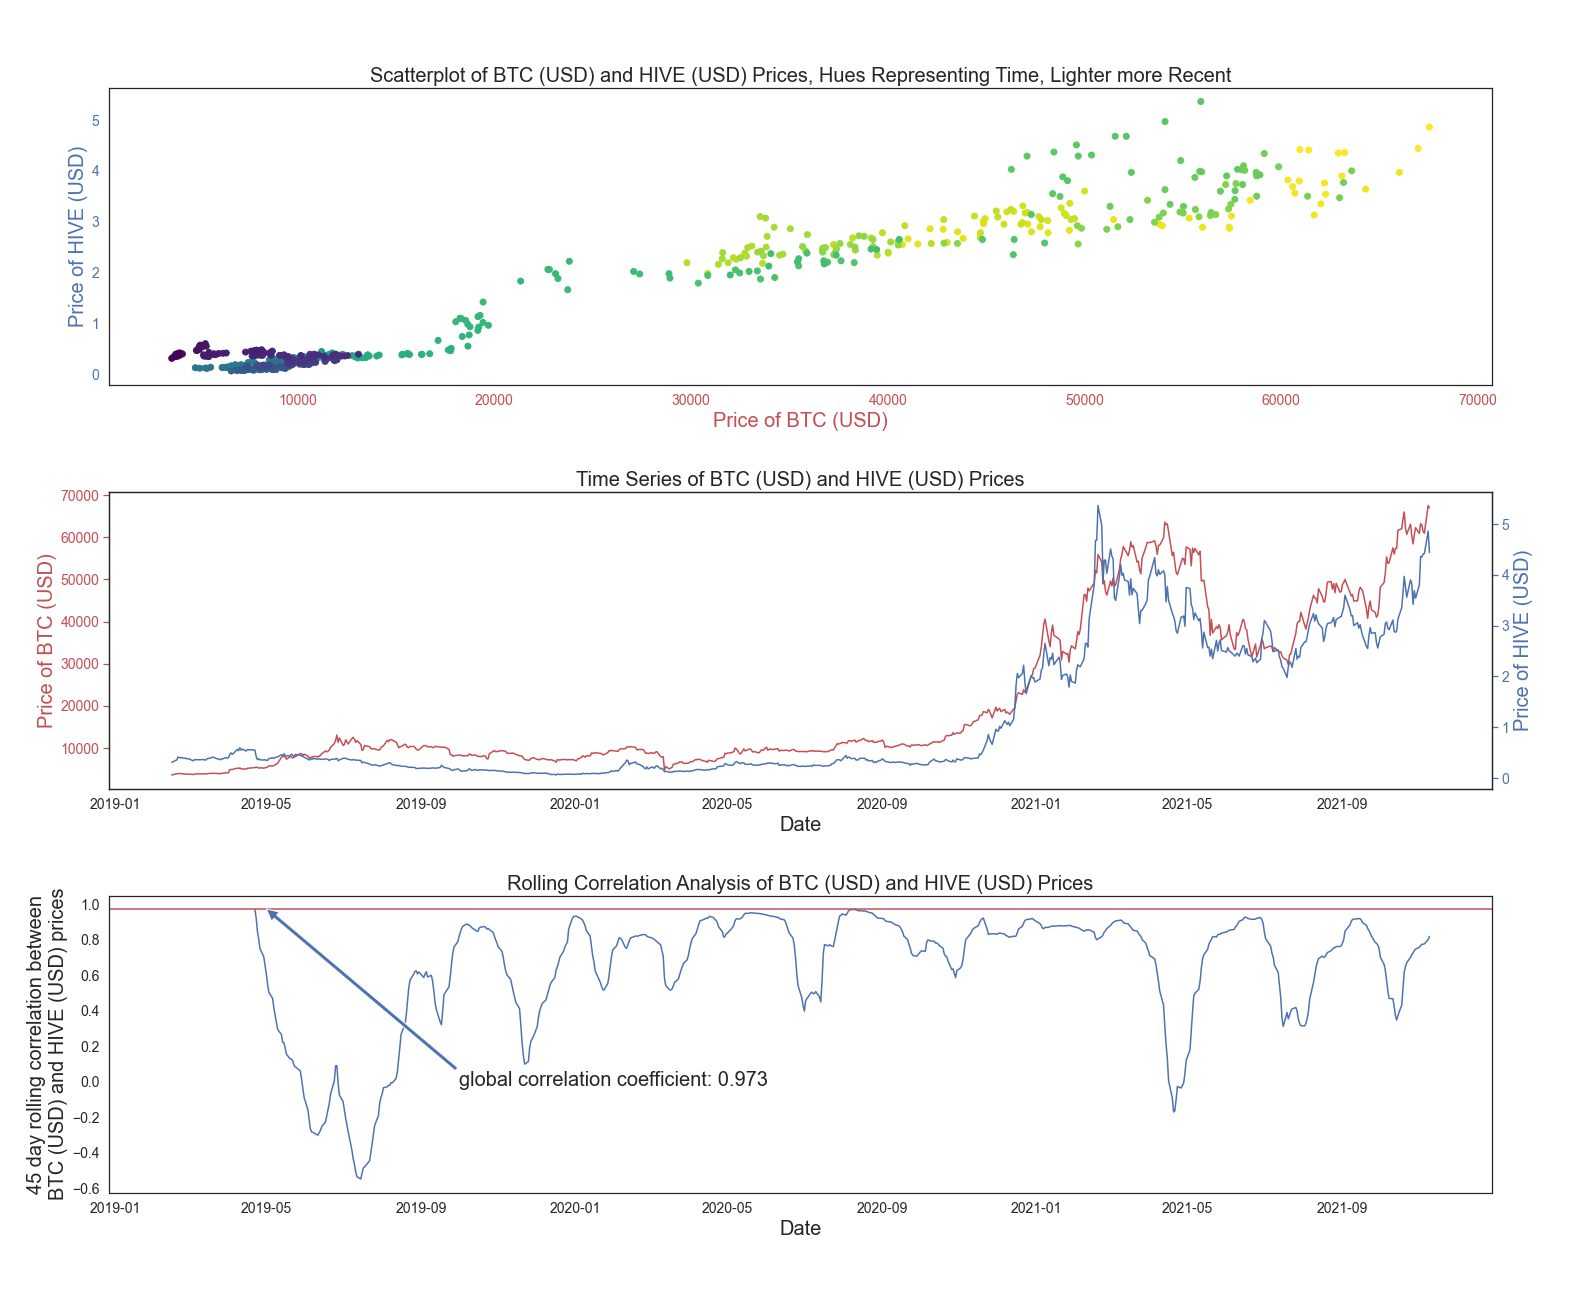 Scatterplot of BTC (USD) and HIVE (USD) Prices, Hues Representing Time, Lighter more Recent
Price of HIVE (USD)
5
4
3
2
1
0
10000 20000 30000 40000 50000 60000 70000
Price of BTC (USD)
Time Series of BTC (USD) and HIVE (USD) Prices
Price of BTC (USD)
70000
60000
50000
40000
30000
20000
10000
5
4
3
2
1
0
Price of HIVE (USD)
2019-01 2019-05 2019-09 2020-01 2020-05 2020-09 2021-01 2021-05 2021-09
Date
Rolling Correlation Analysis of BTC (USD) and HIVE (USD) Prices
45 day rolling correlation between
BTC (USD) and HIVE (USD) prices
1.0
0.8
0.6
0.4
0.2
0.0
−0.2
−0.4
−0.6
global correlation coefficient: 0.973
2019-01 2019-05 2019-09 2020-01 2020-05 2020-09 2021-01 2021-05 2021-09
Date